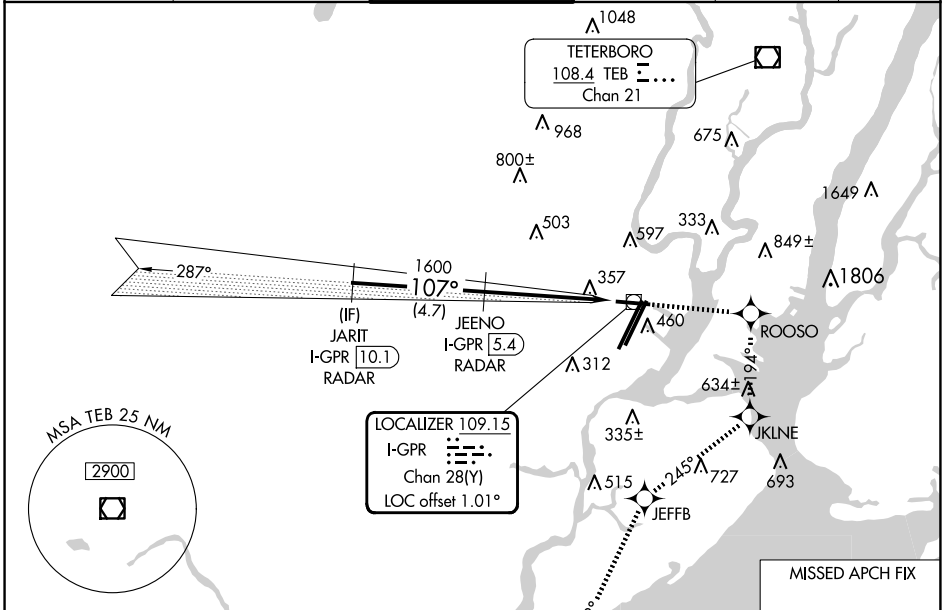 1048
TETERBORO
108.4 TEB
Chan 21
968
675
800±
1649
503
597
333
849±
287°
1600
107°
(4.7)
357
1806
(IF)
JARIT
I-GPR 10.1
RADAR
JEENO
I-GPR 5.4
RADAR
460
ROOSO
312
194°
634±
MSA TEB 25 NM
2900
LOCALIZER 109.15
I-GPR
Chan 28(Y)
LOC offset 1.01°
335±
JKLNE
245°
727
693
515
JEFFB
MISSED APCH FIX